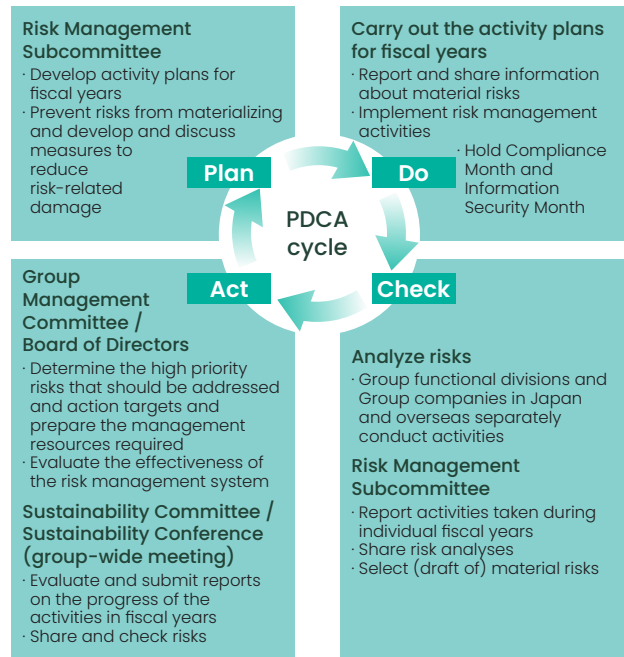 Risk Management
Subcommittee
· Develop activity plans for
fiscal years
· Prevent risks from materializing
and develop and discuss
measures to
reduce
risk-related
damage
Plan
Carry out the activity plans
for fiscal years
· Report and share information
about material risks
· Implement risk management
activities
· Hold Compliance
Month and
Information
Security Month
Do
PDCA
cycle
Act
Group
Management
Committee /
Board of Directors
· Determine the high priority
risks that should be addressed
and action targets and
prepare the management
resources required
· Evaluate the effectiveness of
the risk management system
Sustainability Committee /
Sustainability Conference
(group-wide meeting)
· Evaluate and submit reports
on the progress of the
activities in fiscal years
· Share and check risks
Check
Analyze risks
· Group functional divisions and
Group companies in Japan
and overseas separately
conduct activities
Risk Management
Subcommittee
· Report activities taken during
individual fiscal years
· Share risk analyses
· Select (draft of) material risks